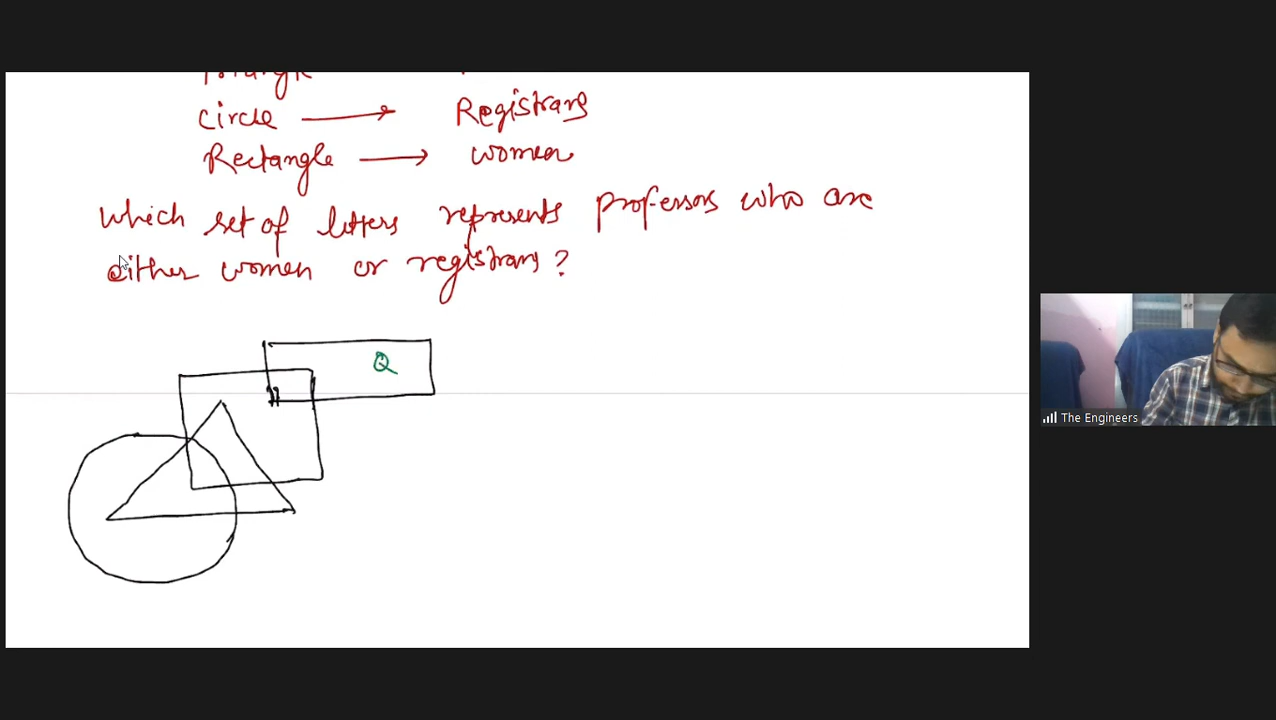 Circle → Registrars
Rectangle → women
which set of letters represents professors who are
either women or registrars ?
Q
The Engineers